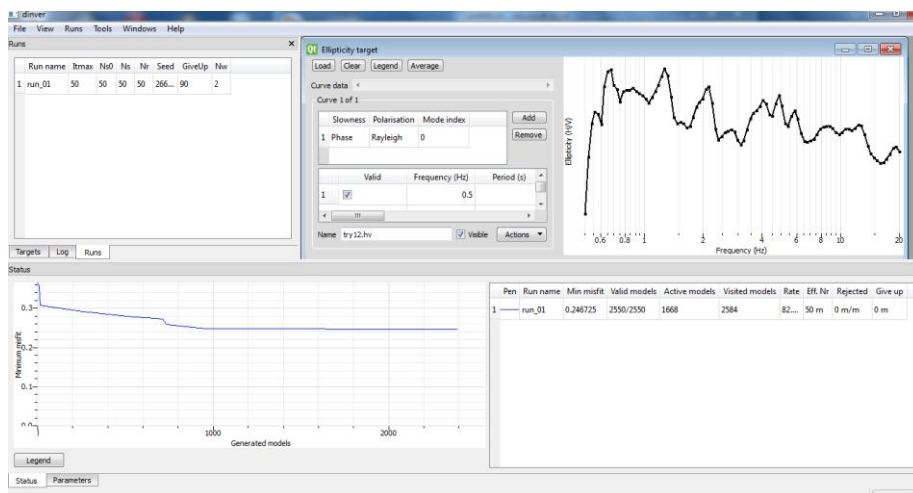 dinver
File View Runs Tools Windows Help
Runs
Run name Itmax Ns0 Ns Nr Seed GiveUp Nw
1 run_01 50 50 50 50 266... 90 2
Targets Log Runs
Ellipticity target
Load Clear Legend Average
Curve data
Curve 1 of 1
Slowness Polarisation Mode index
1 Phase Rayleigh 0
Add
Remove
Valid Frequency (Hz) Period (s)
1 0.5
Name try12.hv Visible Actions
Ellipticity (H/V)
0.6 0.8 1 2 4 6 8 10 20
Frequency (Hz)
Status
Minimum misfit
0.3
0.2
0.1
0.0
1000 2000
Generated models
Legend
Pen Run name Min misfit Valid models Active models Visited models Rate Eff. Nr Rejected Give up
1 run_01 0.246725 2550/2550 1668 2584 82.... 50 m 0 m/m 0 m
Status Parameters